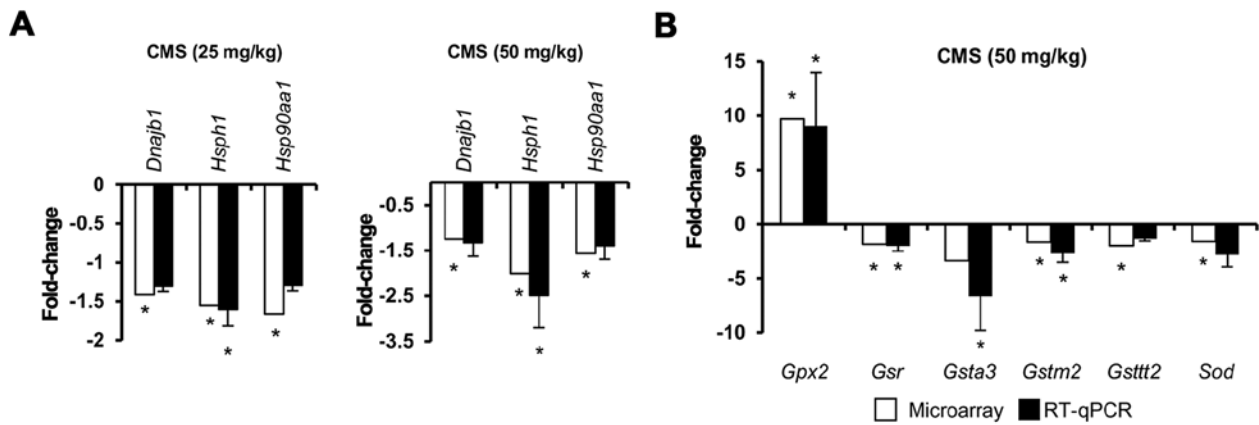 A
CMS (25 mg/kg)
Dnajb1
Hsph1
Hsp90aa1
Fold-change
0
-0.5
-1
-1.5
-2
*
*
*
*
CMS (50 mg/kg)
Dnajb1
Hsph1
Hsp90aa1
Fold-change
-0.5
-1.5
-2.5
-3.5
*
*
*
*
B
CMS (50 mg/kg)
Fold-change
15
10
5
0
-5
-10
* *
* * * * * *
*
Gpx2 Gsr Gsta3 Gstm2 Gsttt2 Sod
Microarray RT-qPCR